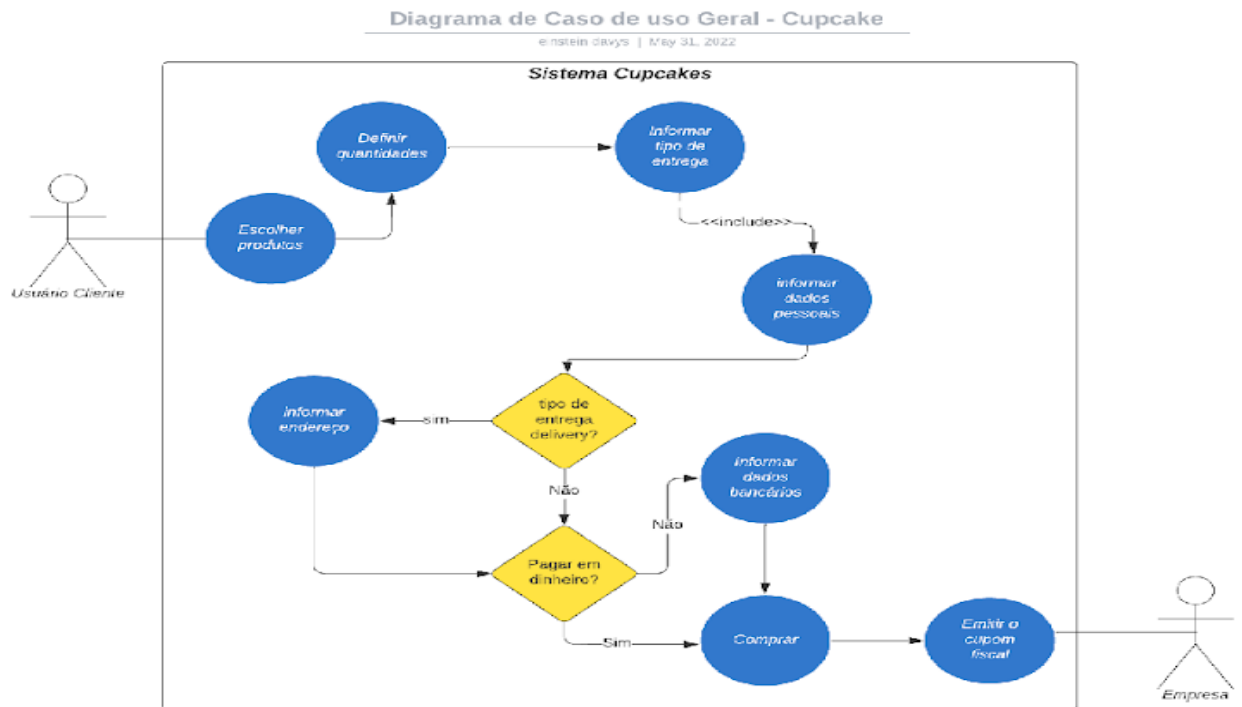 Diagrama de Caso de uso Geral - Cupcake
einstein davys | May 31, 2022
Sistema Cupcakes
Definir
quantidades
Informar
tipo de
entrega
Escolher
produtos
<<include>>
Usuário Cliente
informar
dados
pessoais
tipo de
entrega
delivery?
sim
informar
endereço
Não
Informar
dados
bancários
Não
Pagar em
dinheiro?
Sim
Comprar
Emitir o
cupom
fiscal
Empresa